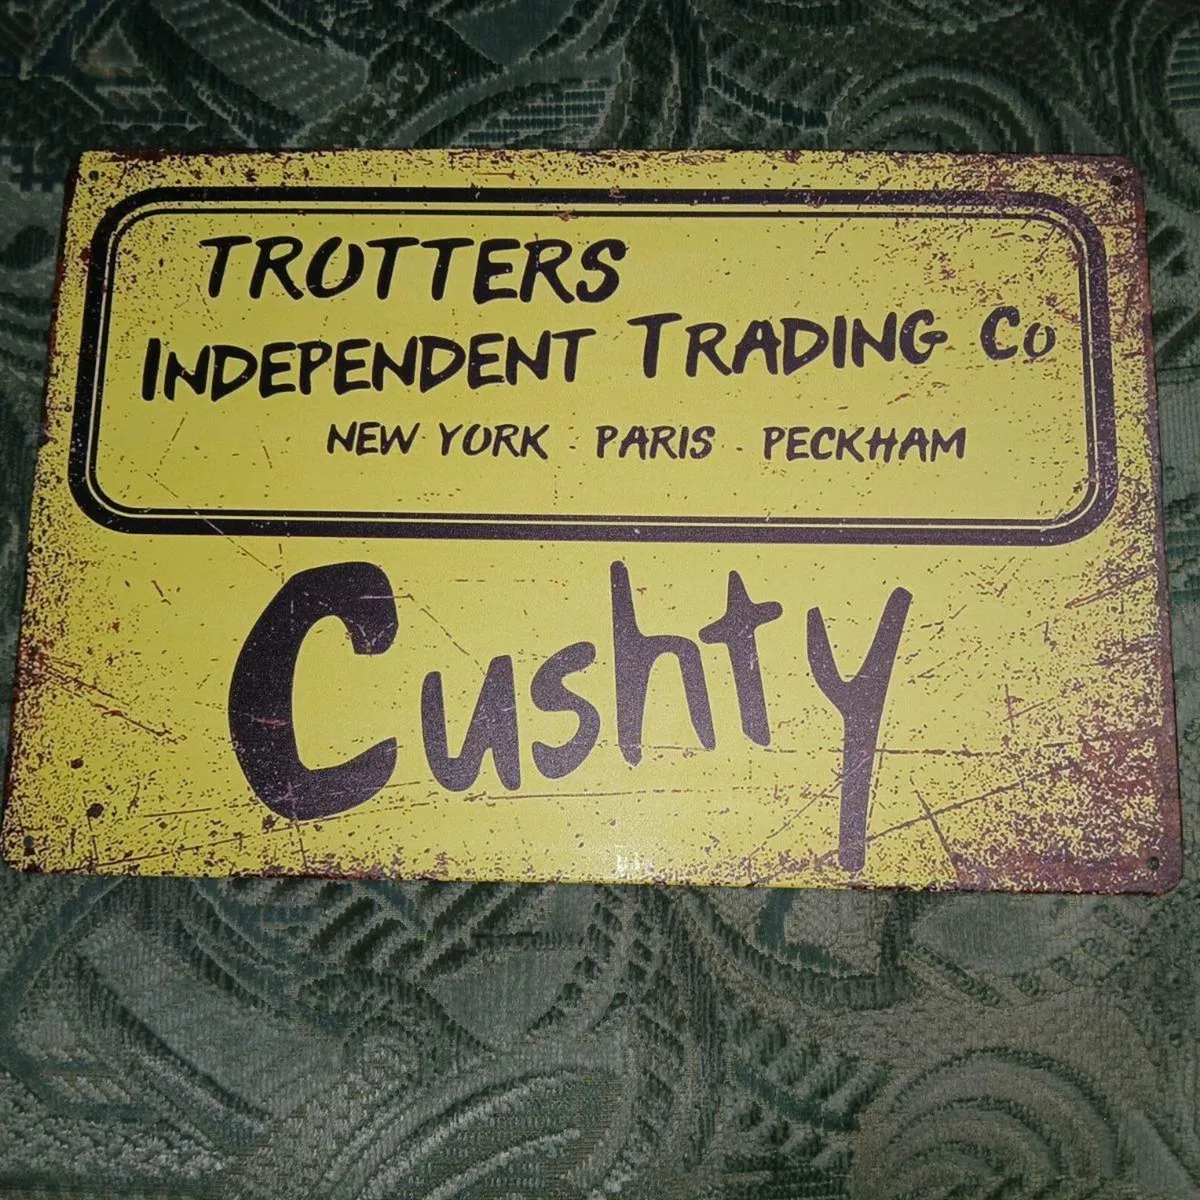 TROTTERS
INDEPENDENT TRADING CO
NEW YORK . PARIS . PECKHAM
Cushty